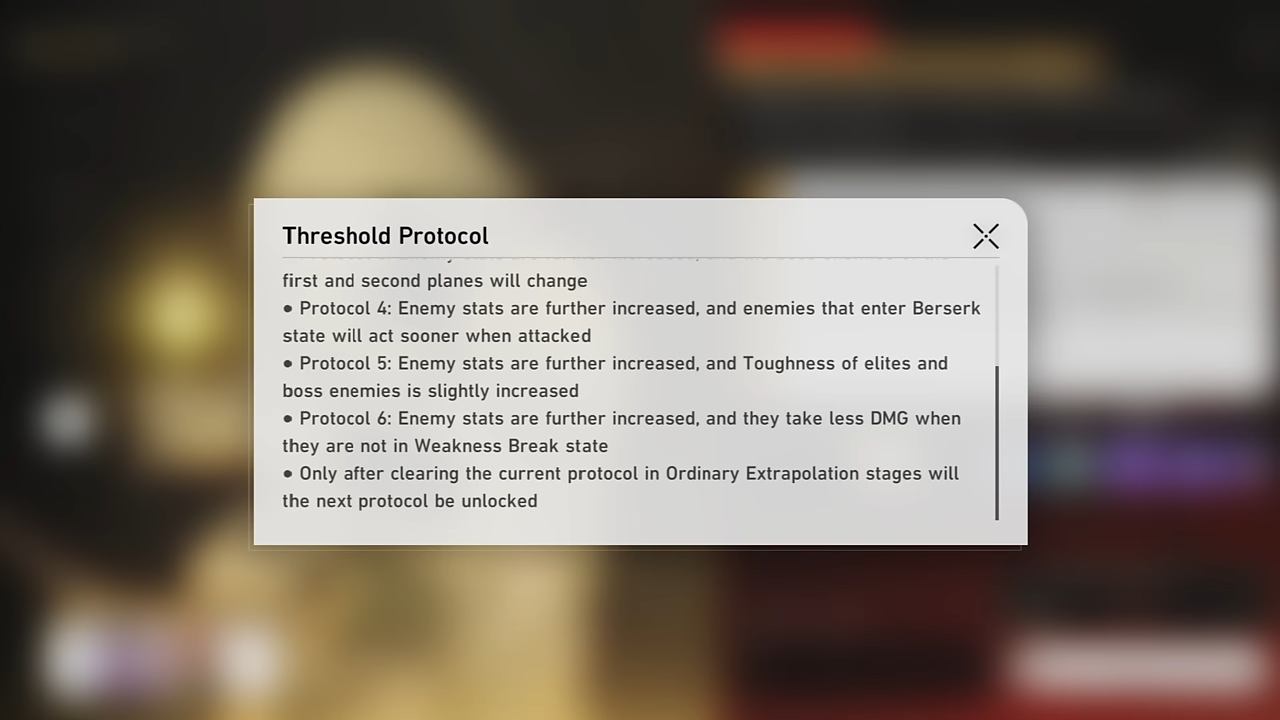 Threshold Protocol
first and second planes will change
● Protocol 4: Enemy stats are further increased, and enemies that enter Berserk
state will act sooner when attacked
● Protocol 5: Enemy stats are further increased, and Toughness of elites and
boss enemies is slightly increased
● Protocol 6: Enemy stats are further increased, and they take less DMG when
they are not in Weakness Break state
● Only after clearing the current protocol in Ordinary Extrapolation stages will
the next protocol be unlocked